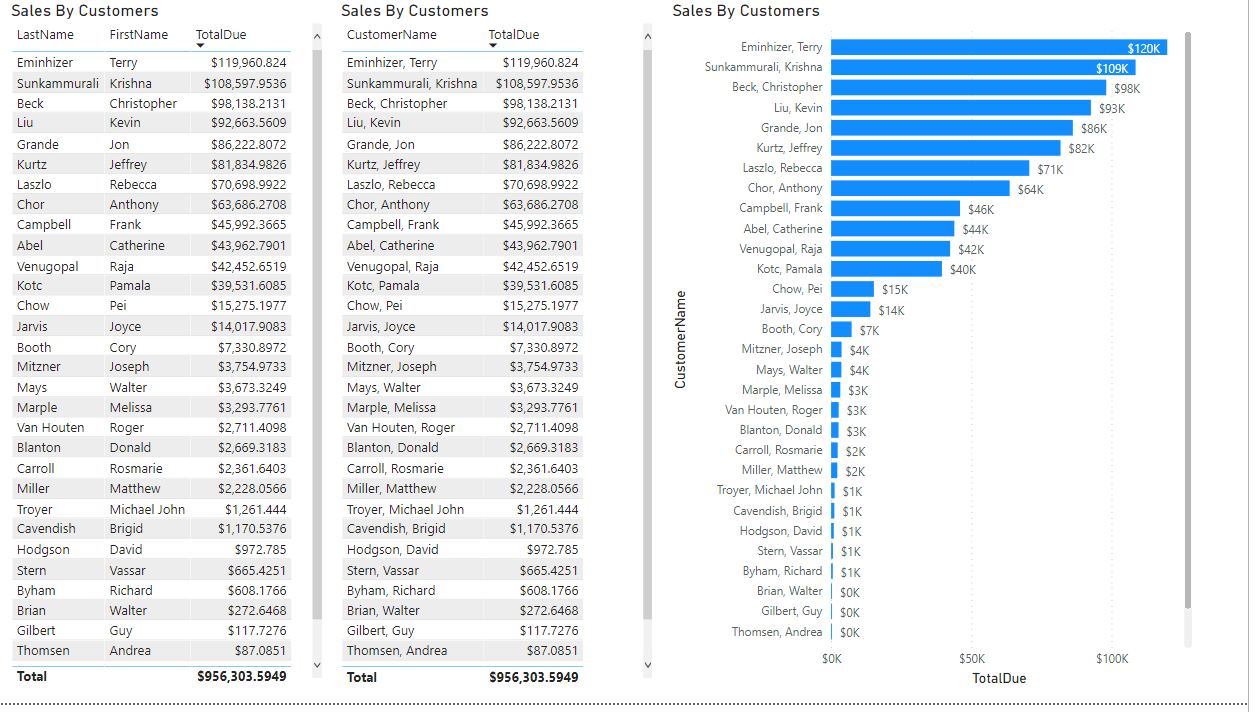 Sales By Customers
LastName FirstName TotalDue
Eminhizer Terry $119,960.824
Sunkammurali Krishna $108,597.9536
Beck Christopher $98,138.2131
Liu Kevin $92,663.5609
Grande Jon $86,222.8072
Kurtz Jeffrey $81,834.9826
Laszlo Rebecca $70,698.9922
Chor Anthony $63,686.2708
Campbell Frank $45,992.3665
Abel Catherine $43,962.7901
Venugopal Raja $42,452.6519
Kotc Pamala $39,531.6085
Chow Pei $15,275.1977
Jarvis Joyce $14,017.9083
Booth Cory $7,330.8972
Mitzner Joseph $3,754.9733
Mays Walter $3,673.3249
Marple Melissa $3,293.7761
Van Houten Roger $2,711.4098
Blanton Donald $2,669.3183
Carroll Rosmarie $2,361.6403
Miller Matthew $2,228.0566
Troyer Michael John $1,261.444
Cavendish Brigid $1,170.5376
Hodgson David $972.785
Stern Vassar $665.4251
Byham Richard $608.1766
Brian Walter $272.6468
Gilbert Guy $117.7276
Thomsen Andrea $87.0851
Total $956,303.5949
Sales By Customers
CustomerName TotalDue
Eminhizer, Terry $119,960.824
Sunkammurali, Krishna $108,597.9536
Beck, Christopher $98,138.2131
Liu, Kevin $92,663.5609
Grande, Jon $86,222.8072
Kurtz, Jeffrey $81,834.9826
Laszlo, Rebecca $70,698.9922
Chor, Anthony $63,686.2708
Campbell, Frank $45,992.3665
Abel, Catherine $43,962.7901
Venugopal, Raja $42,452.6519
Kotc, Pamala $39,531.6085
Chow, Pei $15,275.1977
Jarvis, Joyce $14,017.9083
Booth, Cory $7,330.8972
Mitzner, Joseph $3,754.9733
Mays, Walter $3,673.3249
Marple, Melissa $3,293.7761
Van Houten, Roger $2,711.4098
Blanton, Donald $2,669.3183
Carroll, Rosmarie $2,361.6403
Miller, Matthew $2,228.0566
Troyer, Michael John $1,261.444
Cavendish, Brigid $1,170.5376
Hodgson, David $972.785
Stern, Vassar $665.4251
Byham, Richard $608.1766
Brian, Walter $272.6468
Gilbert, Guy $117.7276
Thomsen, Andrea $87.0851
Total $956,303.5949
Sales By Customers
CustomerName
Eminhizer, Terry $120K
Sunkammurali, Krishna $109K
Beck, Christopher $98K
Liu, Kevin $93K
Grande, Jon $86K
Kurtz, Jeffrey $82K
Laszlo, Rebecca $71K
Chor, Anthony $64K
Campbell, Frank $46K
Abel, Catherine $44K
Venugopal, Raja $42K
Kotc, Pamala $40K
Chow, Pei $15K
Jarvis, Joyce $14K
Booth, Cory $7K
Mitzner, Joseph $4K
Mays, Walter $4K
Marple, Melissa $3K
Van Houten, Roger $3K
Blanton, Donald $3K
Carroll, Rosmarie $2K
Miller, Matthew $2K
Troyer, Michael John $1K
Cavendish, Brigid $1K
Hodgson, David $1K
Stern, Vassar $1K
Byham, Richard $1K
Brian, Walter $0K
Gilbert, Guy $0K
Thomsen, Andrea $0K
$0K $50K $100K
TotalDue